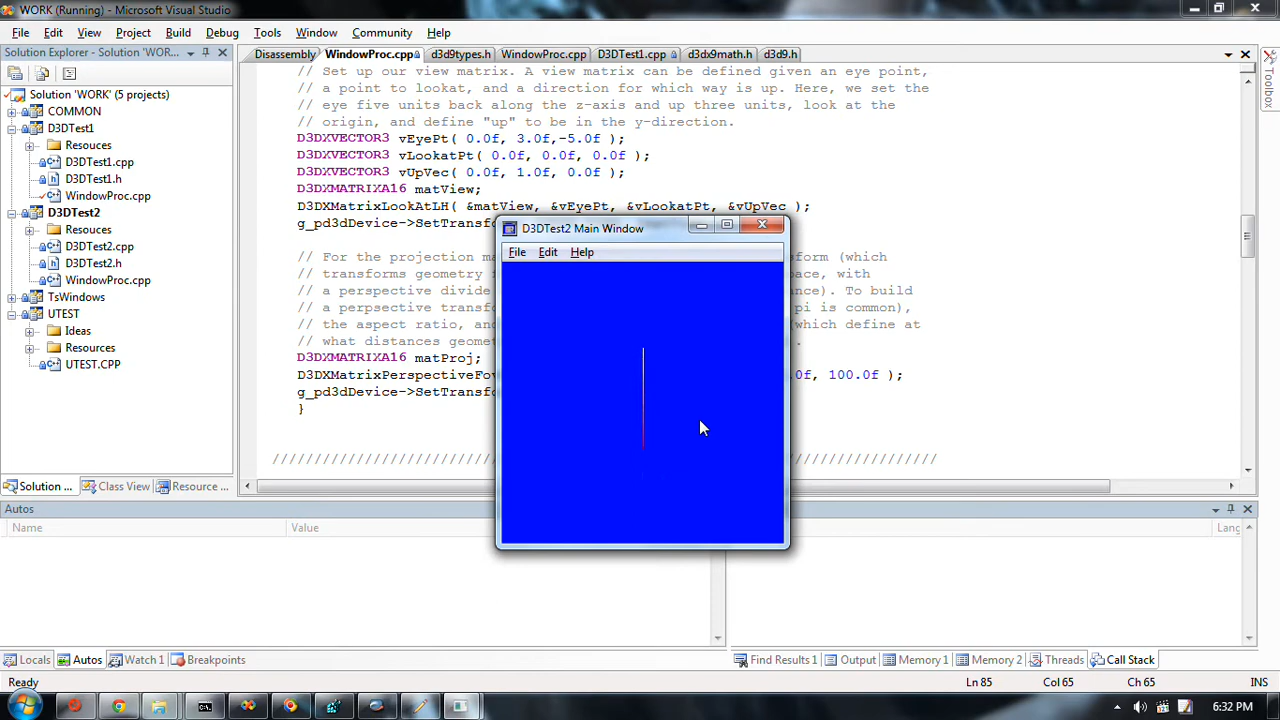 WORK (Running) - Microsoft Visual Studio
File Edit View Project Build Debug Tools Window Community Help
Solution Explorer - Solution 'WOR...
Disassembly WindowProc.cpp d3d9types.h WindowProc.cpp D3DTest1.cpp d3dx9math.h d3d9.h
Toolbox
Solution 'WORK' (5 projects)
COMMON
D3DTest1
Resouces
D3DTest1.cpp
D3DTest1.h
WindowProc.cpp
D3DTest2
Resouces
D3DTest2.cpp
D3DTest2.h
WindowProc.cpp
TsWindows
UTEST
Ideas
Resources
UTEST.CPP
Solution ... Class View Resource ...
// Set up our view matrix. A view matrix can be defined given an eye point,
// a point to lookat, and a direction for which way is up. Here, we set the
// eye five units back along the z-axis and up three units, look at the
// origin, and define "up" to be in the y-direction.
D3DXVECTOR3 vEyePt( 0.0f, 3.0f,-5.0f );
D3DXVECTOR3 vLookatPt( 0.0f, 0.0f, 0.0f );
D3DXVECTOR3 vUpVec( 0.0f, 1.0f, 0.0f );
D3DXMATRIXA16 matView;
D3DXMatrixLookAtLH( &matView, &vEyePt, &vLookatPt, &vUpVec );
g_pd3dDevice->SetTransf
// For the projection ma form (which
// transforms geometry ace, with
// a perspective divide ance). To build
// a perpsective transfo pi is common),
// the aspect ratio, and which define at
// what distances geomet
D3DXMATRIXA16 matProj;
D3DXMatrixPerspectiveFov 0f, 100.0f );
g_pd3dDevice->SetTransfo
}
////////////////////////////////////////////////////////////////
D3DTest2 Main Window
File Edit Help
Autos
Name Value Lang
Locals Autos Watch 1 Breakpoints
Find Results 1 Output Memory 1 Memory 2 Threads Call Stack
Ready Ln 85 Col 65 Ch 65 INS
6:32 PM